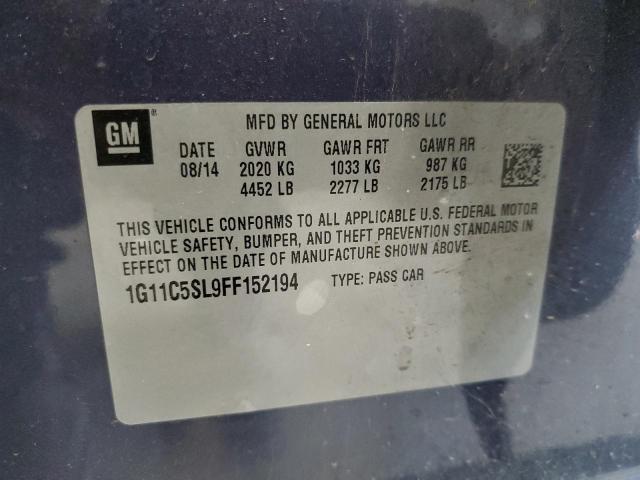 GM®
MFD BY GENERAL MOTORS LLC
DATE GVWR GAWR FRT GAWR RR
08/14 2020 KG 1033 KG 987 KG
4452 LB 2277 LB 2175 LB
THIS VEHICLE CONFORMS TO ALL APPLICABLE U.S. FEDERAL MOTOR
VEHICLE SAFETY, BUMPER, AND THEFT PREVENTION STANDARDS IN
EFFECT ON THE DATE OF MANUFACTURE SHOWN ABOVE.
1G11C5SL9FF152194 TYPE: PASS CAR